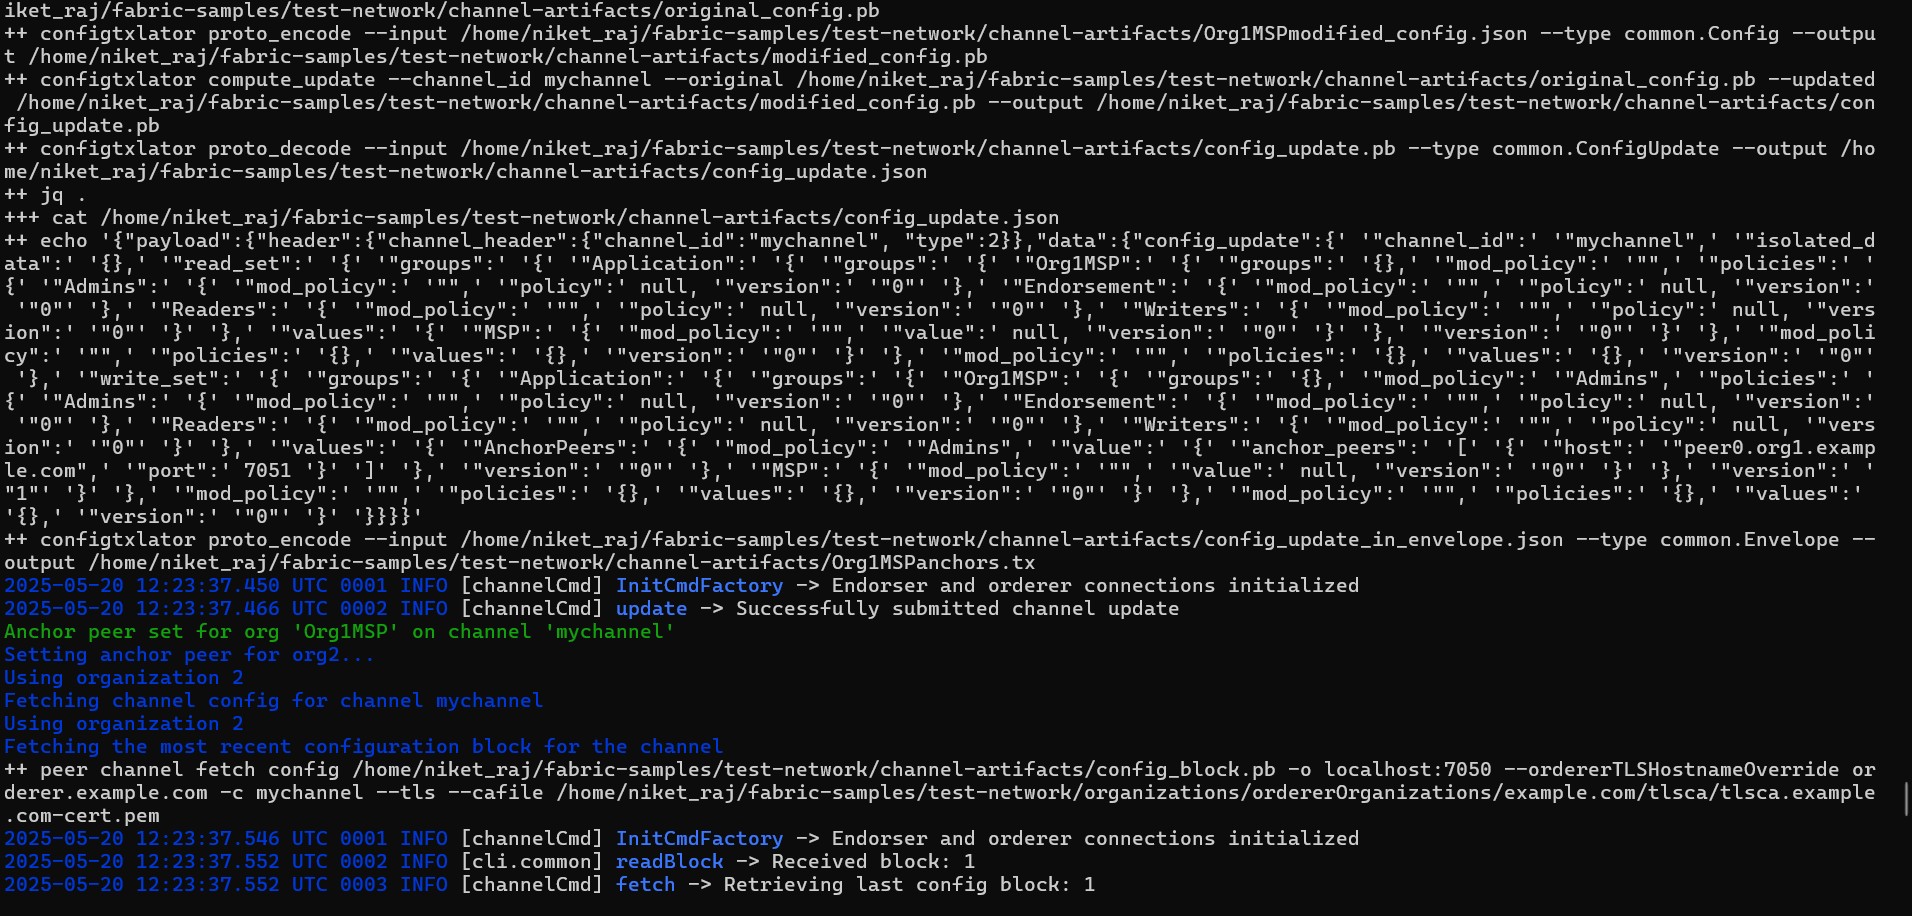 iket_raj/fabric-samples/test-network/channel-artifacts/original_config.pb
++ configtxlator proto_encode --input /home/niket_raj/fabric-samples/test-network/channel-artifacts/Org1MSPmodified_config.json --type common.Config --outpu
t /home/niket_raj/fabric-samples/test-network/channel-artifacts/modified_config.pb
++ configtxlator compute_update --channel_id mychannel --original /home/niket_raj/fabric-samples/test-network/channel-artifacts/original_config.pb --updated
 /home/niket_raj/fabric-samples/test-network/channel-artifacts/modified_config.pb --output /home/niket_raj/fabric-samples/test-network/channel-artifacts/con
fig_update.pb
++ configtxlator proto_decode --input /home/niket_raj/fabric-samples/test-network/channel-artifacts/config_update.pb --type common.ConfigUpdate --output /ho
me/niket_raj/fabric-samples/test-network/channel-artifacts/config_update.json
++ jq .
+++ cat /home/niket_raj/fabric-samples/test-network/channel-artifacts/config_update.json
++ echo '{"payload":{"header":{"channel_header":{"channel_id":"mychannel", "type":2}},"data":{"config_update":{' '"channel_id":' '"mychannel",' '"isolated_d
ata":' '{},' '"read_set":' '{' '"groups":' '{' '"Application":' '{' '"groups":' '{' '"Org1MSP":' '{' '"groups":' '{},' '"mod_policy":' '"",' '"policies":' '
{' '"Admins":' '{' '"mod_policy":' '"",' '"policy":' null, '"version":' '"0"' '},' '"Endorsement":' '{' '"mod_policy":' '"",' '"policy":' null, '"version":'
 '"0"' '},' '"Readers":' '{' '"mod_policy":' '"",' '"policy":' null, '"version":' '"0"' '},' '"Writers":' '{' '"mod_policy":' '"",' '"policy":' null, '"vers
ion":' '"0"' '}' '},' '"values":' '{' '"MSP":' '{' '"mod_policy":' '"",' '"value":' null, '"version":' '"0"' '}' '},' '"version":' '"0"' '}' '},' '"mod_poli
cy":' '"",' '"policies":' '{},' '"values":' '{},' '"version":' '"0"' '}' '},' '"mod_policy":' '"",' '"policies":' '{},' '"values":' '{},' '"version":' '"0"'
 '},' '"write_set":' '{' '"groups":' '{' '"Application":' '{' '"groups":' '{' '"Org1MSP":' '{' '"groups":' '{},' '"mod_policy":' '"Admins",' '"policies":' '
{' '"Admins":' '{' '"mod_policy":' '"",' '"policy":' null, '"version":' '"0"' '},' '"Endorsement":' '{' '"mod_policy":' '"",' '"policy":' null, '"version":'
 '"0"' '},' '"Readers":' '{' '"mod_policy":' '"",' '"policy":' null, '"version":' '"0"' '},' '"Writers":' '{' '"mod_policy":' '"",' '"policy":' null, '"vers
ion":' '"0"' '}' '},' '"values":' '{' '"AnchorPeers":' '{' '"mod_policy":' '"Admins",' '"value":' '{' '"anchor_peers":' '[' '{' '"host":' '"peer0.org1.examp
le.com",' '"port":' 7051 '}' ']' '},' '"version":' '"0"' '},' '"MSP":' '{' '"mod_policy":' '"",' '"value":' null, '"version":' '"0"' '}' '},' '"version":' '
"1"' '}' '},' '"mod_policy":' '"",' '"policies":' '{},' '"values":' '{},' '"version":' '"0"' '}' '},' '"mod_policy":' '"",' '"policies":' '{},' '"values":'
'{},' '"version":' '"0"' '}' '}}}}'
++ configtxlator proto_encode --input /home/niket_raj/fabric-samples/test-network/channel-artifacts/config_update_in_envelope.json --type common.Envelope --
output /home/niket_raj/fabric-samples/test-network/channel-artifacts/Org1MSPanchors.tx
2025-05-20 12:23:37.450 UTC 0001 INFO [channelCmd] InitCmdFactory -> Endorser and orderer connections initialized
2025-05-20 12:23:37.466 UTC 0002 INFO [channelCmd] update -> Successfully submitted channel update
Anchor peer set for org 'Org1MSP' on channel 'mychannel'
Setting anchor peer for org2...
Using organization 2
Fetching channel config for channel mychannel
Using organization 2
Fetching the most recent configuration block for the channel
++ peer channel fetch config /home/niket_raj/fabric-samples/test-network/channel-artifacts/config_block.pb -o localhost:7050 --ordererTLSHostnameOverride or
derer.example.com -c mychannel --tls --cafile /home/niket_raj/fabric-samples/test-network/organizations/ordererOrganizations/example.com/tlsca/tlsca.example
.com-cert.pem
2025-05-20 12:23:37.546 UTC 0001 INFO [channelCmd] InitCmdFactory -> Endorser and orderer connections initialized
2025-05-20 12:23:37.552 UTC 0002 INFO [cli.common] readBlock -> Received block: 1
2025-05-20 12:23:37.552 UTC 0003 INFO [channelCmd] fetch -> Retrieving last config block: 1